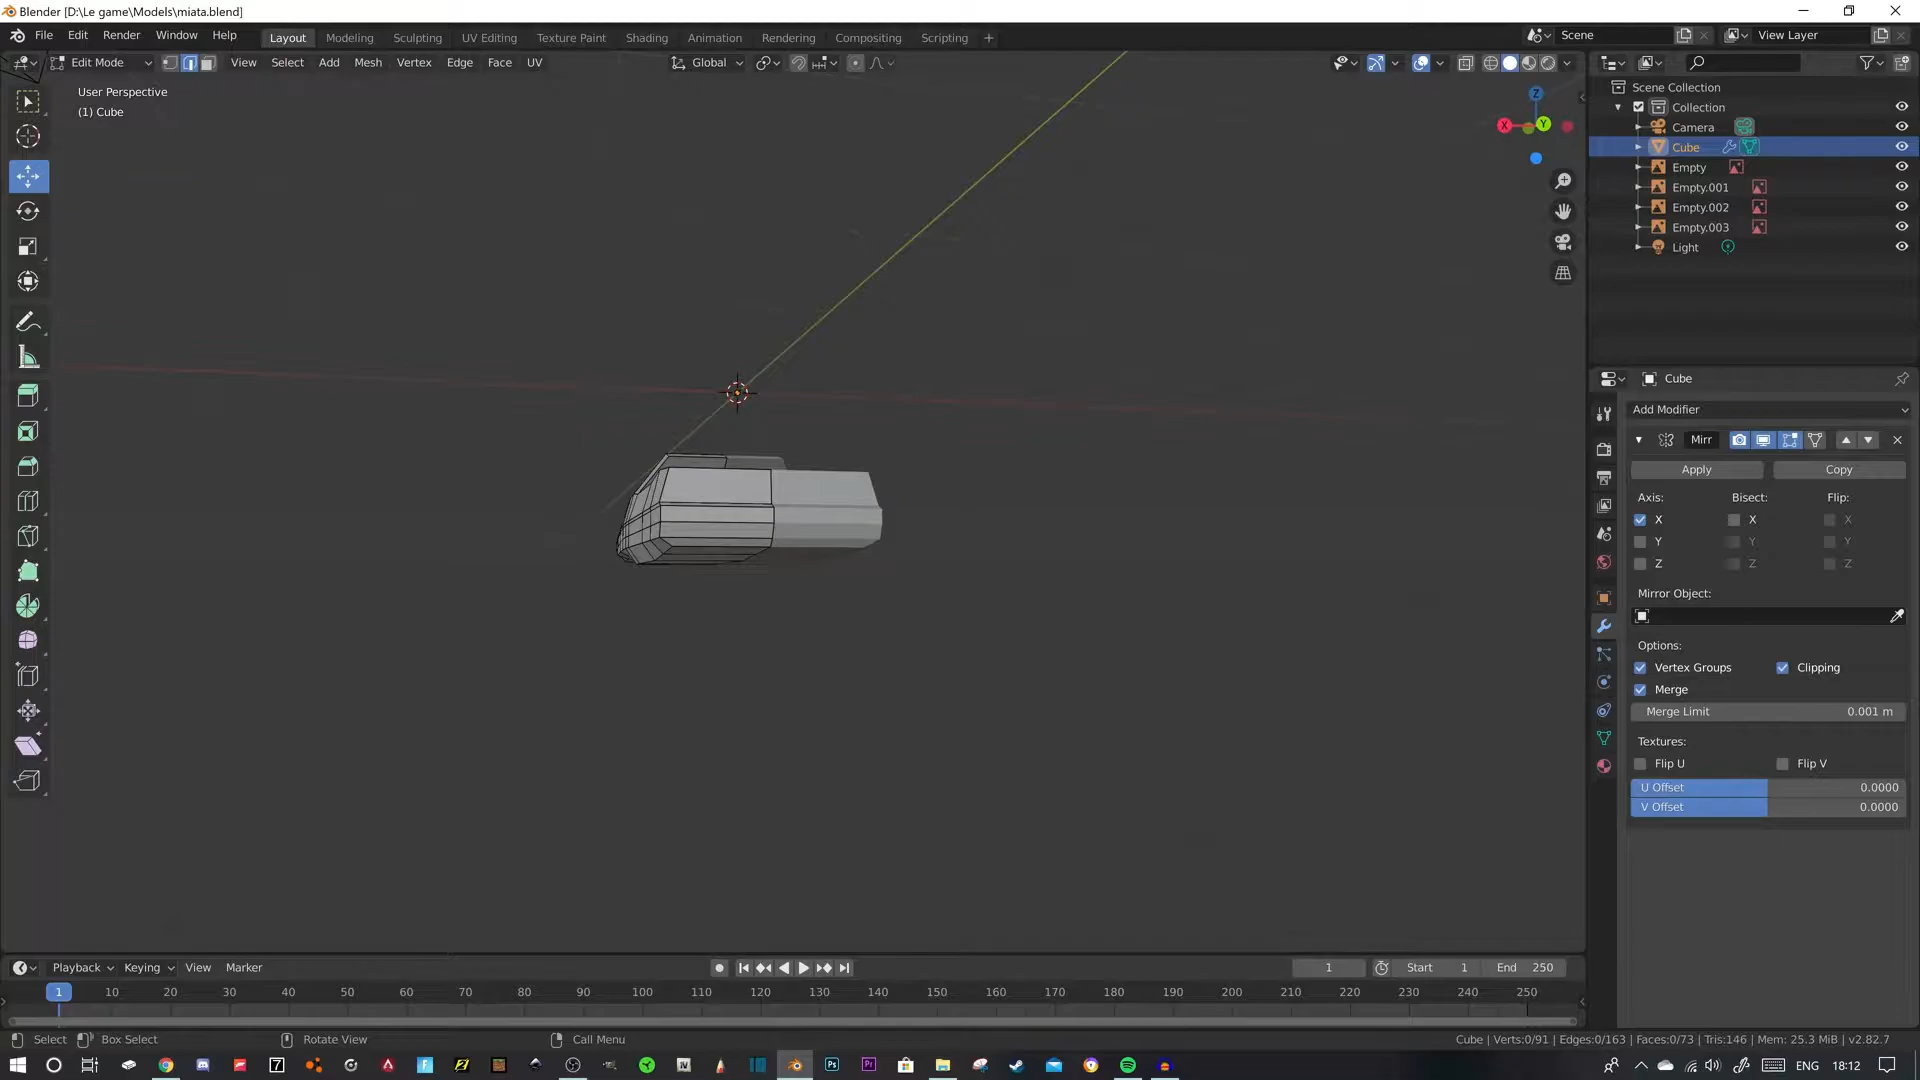 Blender [D:\Le game\Models\miata.blend]
File Edit Render Window Help Layout Modeling Sculpting UV Editing Texture Paint Shading Animation Rendering Compositing Scripting + Scene View Layer
Edit Mode View Select Add Mesh Vertex Edge Face UV Global
User Perspective
(1) Cube
Z
X Y
Scene Collection
Collection
Camera
Cube
Empty
Empty.001
Empty.002
Empty.003
Light
Cube
Add Modifier
Mirr
Apply Copy
Axis: Bisect: Flip:
X X X
Y Y Y
Z Z Z
Mirror Object:
Options:
Vertex Groups Clipping
Merge
Merge Limit 0.001 m
Textures:
Flip U Flip V
U Offset 0.0000
V Offset 0.0000
Playback Keying View Marker 1 Start 1 End 250
1 10 20 30 40 50 60 70 80 90 100 110 120 130 140 150 160 170 180 190 200 210 220 230 240 250
Select Box Select Rotate View Call Menu Cube | Verts:0/91 | Edges:0/163 | Faces:0/73 | Tris:146 | Mem: 25.3 MiB | v2.82.7
7 IV Ps Pr ENG 18:12